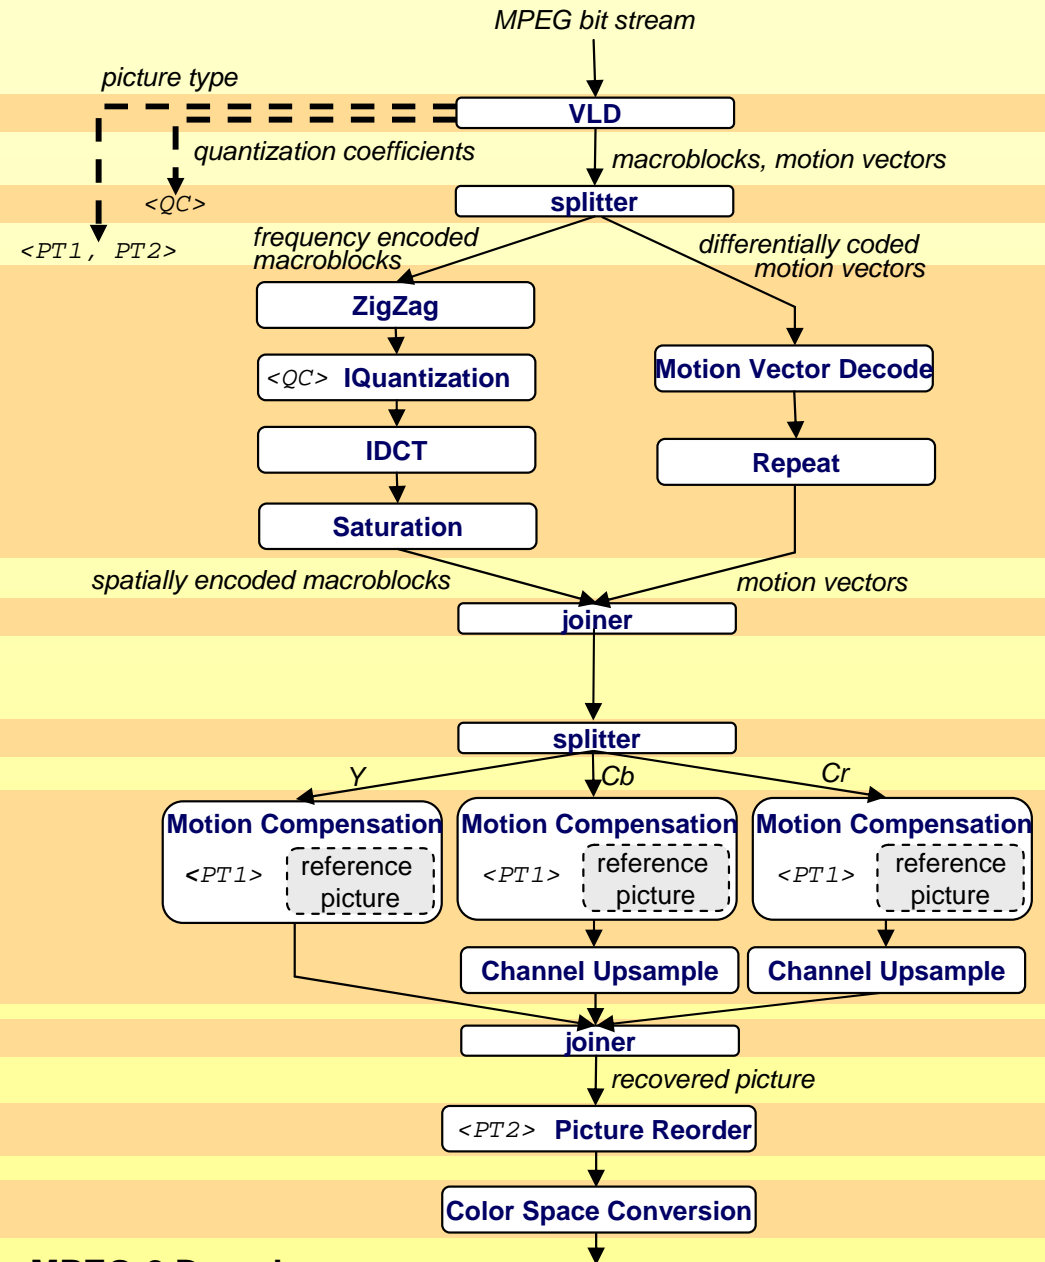 MPEG bit stream
picture type
VLD
quantization coefficients
macroblocks, motion vectors
<QC>
splitter
<PT1, PT2>
frequency encoded
macroblocks
differentially coded
motion vectors
ZigZag
<QC> IQuantization
Motion Vector Decode
IDCT
Repeat
Saturation
spatially encoded macroblocks
motion vectors
joiner
splitter
Y
Cb
Cr
Motion Compensation
<PT1>
reference
picture
Motion Compensation
<PT1>
reference
picture
Motion Compensation
<PT1>
reference
picture
Channel Upsample
Channel Upsample
joiner
recovered picture
<PT2> Picture Reorder
Color Space Conversion